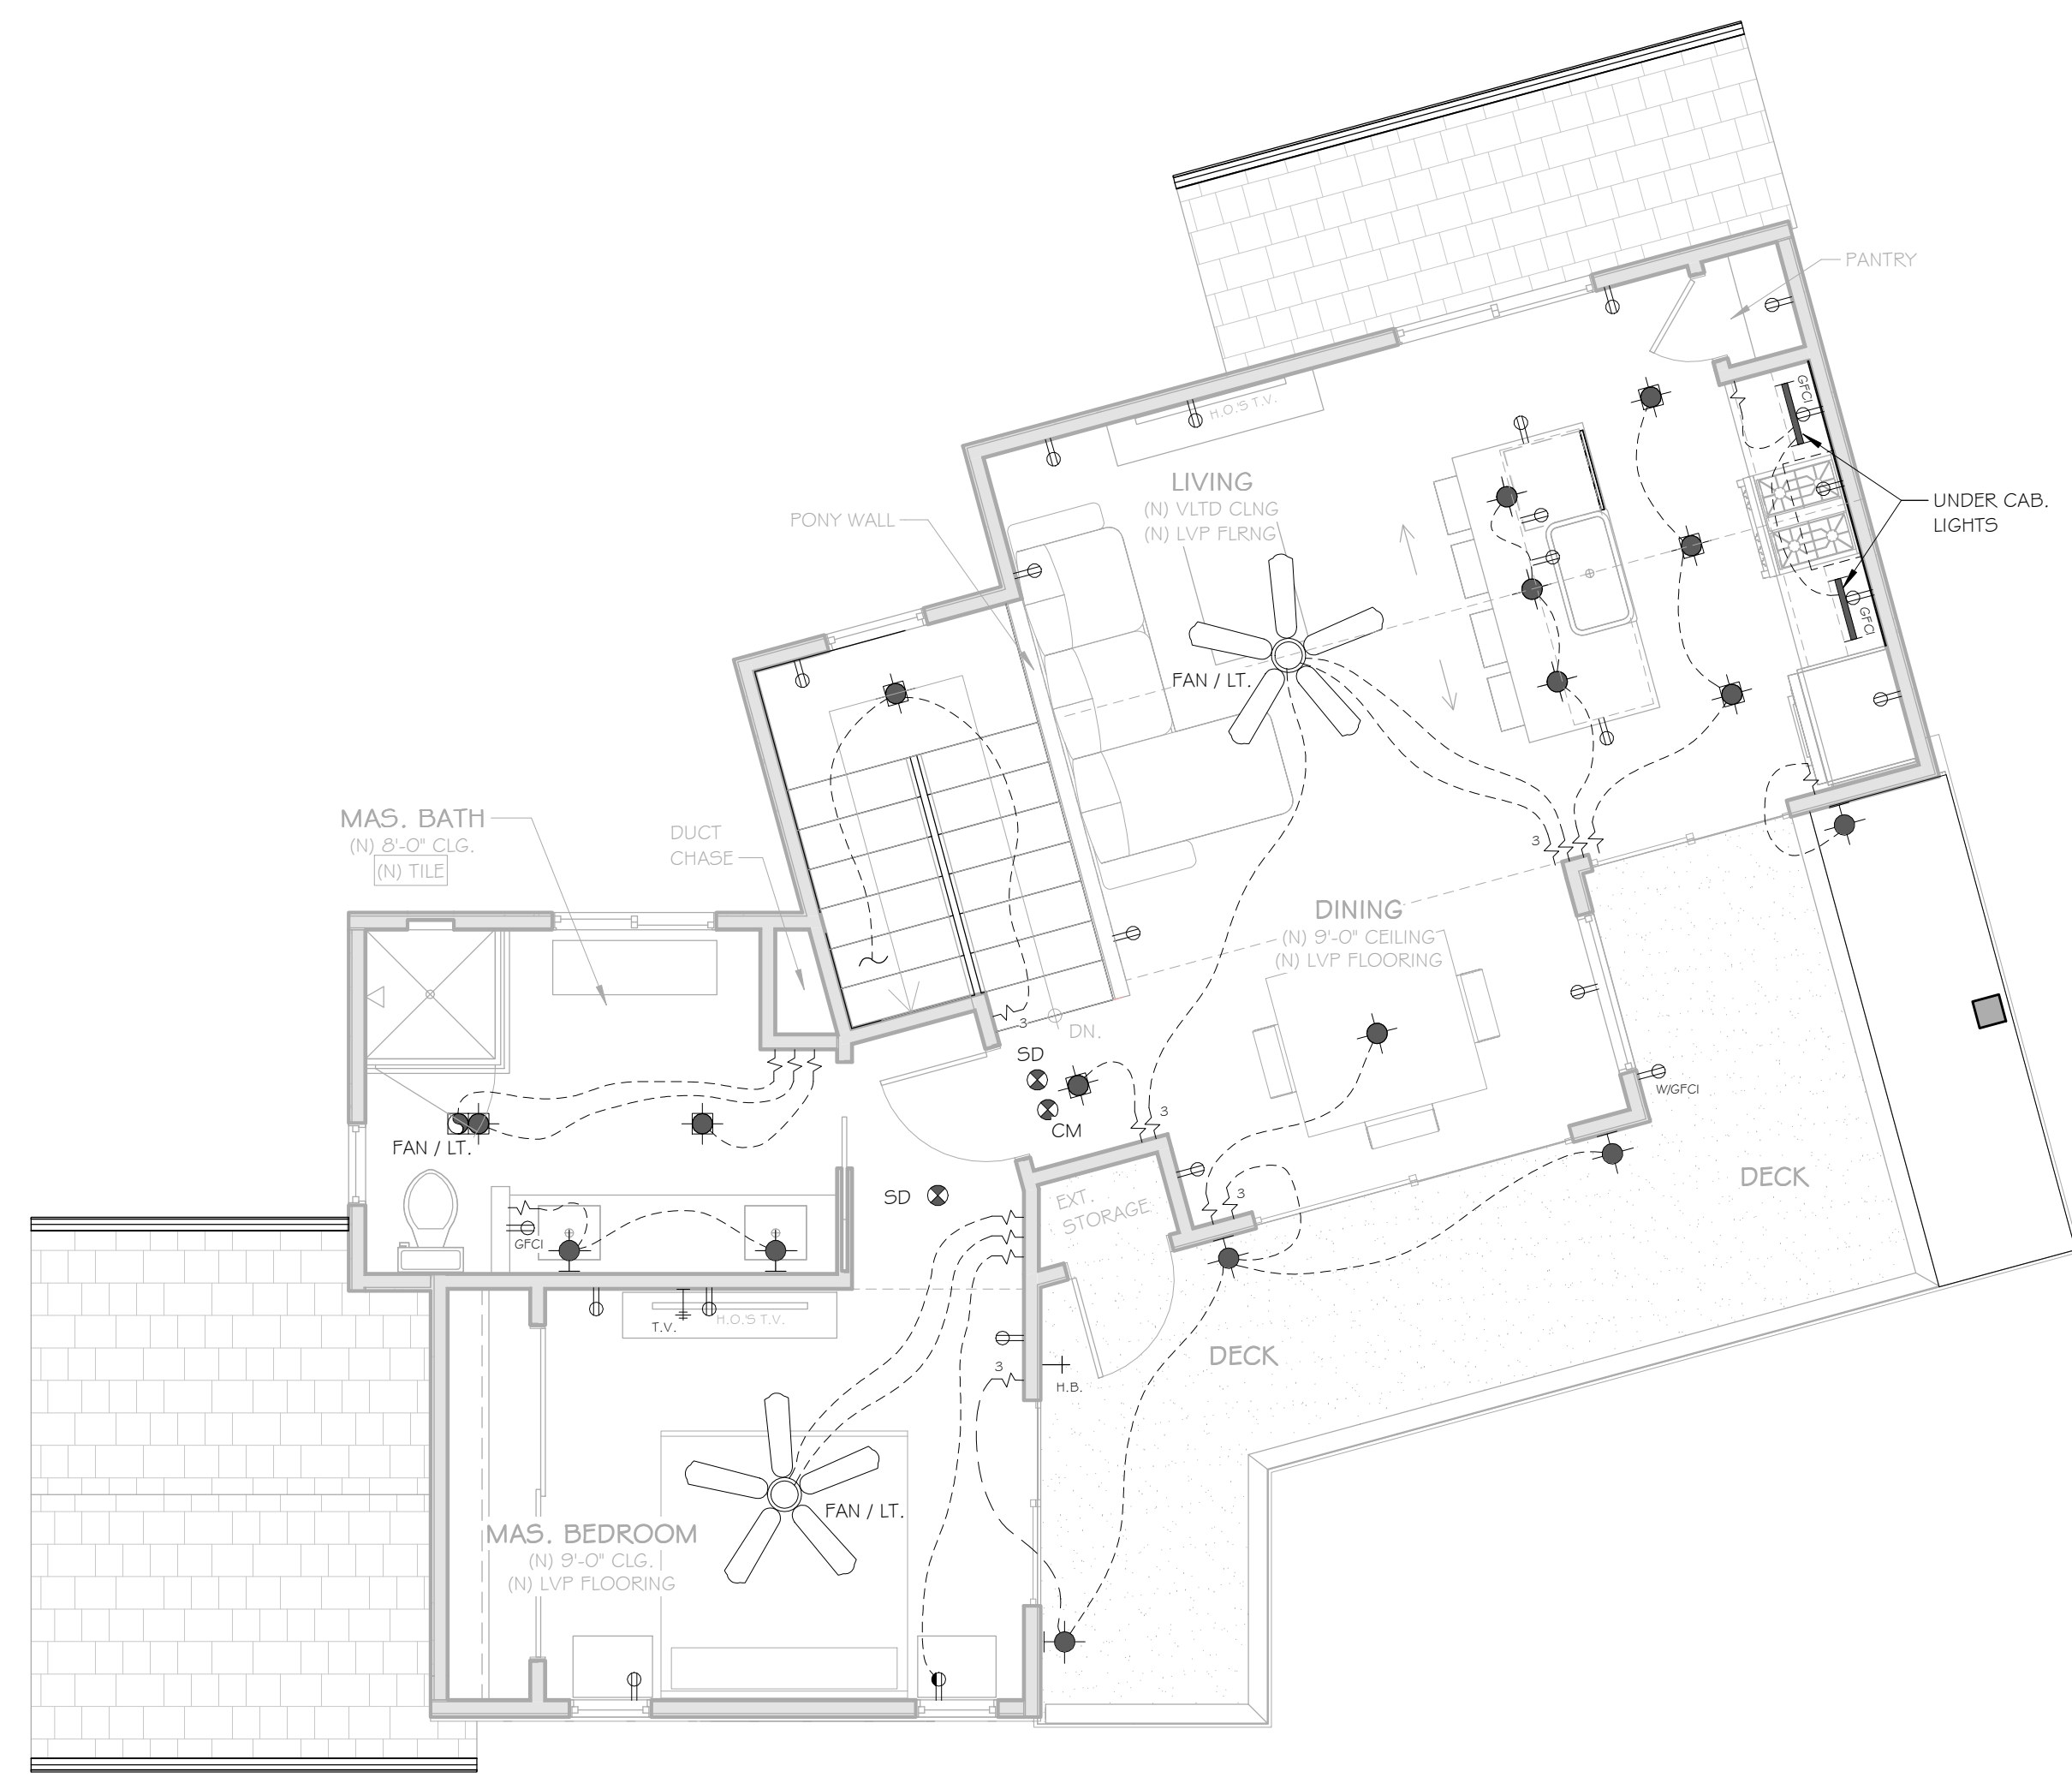 PANTRY
GFCI
H.O.S T.V.
LIVING
(N) VLTD CLNG
(N) LVP FLRNG
UNDER CAB.
LIGHTS
PONY WALL
GFCI
FAN / LT.
MAS. BATH
(N) 8'-0" CLG.
(N) TILE
DUCT
CHASE
3
DINING
(N) 9'-0" CEILING
(N) LVP FLOORING
3
DN.
SD
W/GFCI
3
CM
FAN / LT.
DECK
SD
EXT.
STORAGE
3
GFCI
T.V.
H.O.S T.V.
DECK
3
H.B.
FAN / LT.
MAS. BEDROOM
(N) 9'-0" CLG.
(N) LVP FLOORING